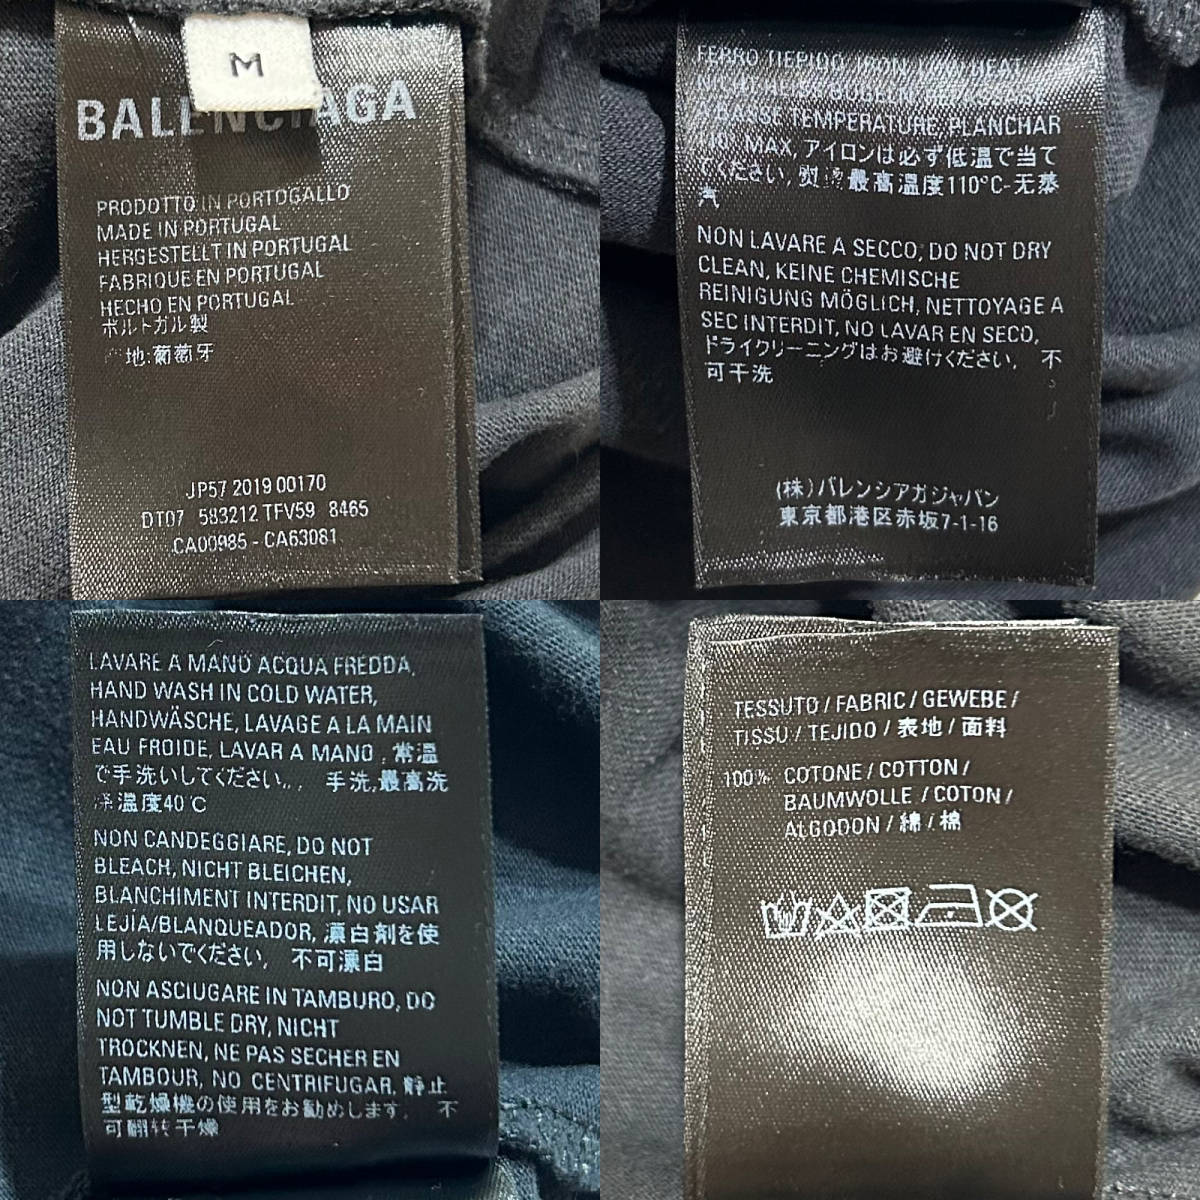 M
BALENCIAGA
PRODOTTO IN PORTOGALLO
MADE IN PORTUGAL
HERGESTELLT IN PORTUGAL
FABRIQUE EN PORTUGAL
HECHO EN PORTUGAL
ポルトガル製
地:葡萄牙
JP57 2019 00170
DT07 583212 TFV59 8465
CA00985 - CA63081
FERRO TIEPIDO, IRON LOW HEAT,
NICHT HEISS BÜGELN
BASSE TEMPERATURE, PLANCHAR
MAX, アイロンは必ず低温で当て
てください, 熨烫最高温度110°C-无蒸
汽
NON LAVARE A SECCO, DO NOT DRY
CLEAN, KEINE CHEMISCHE
REINIGUNG MÖGLICH, NETTOYAGE A
SEC INTERDIT, NO LAVAR EN SECO,
ドライクリーニングはお避けください, 不
可干洗
(株)バレンシアガジャパン
東京都港区赤坂7-1-16
LAVARE A MANO ACQUA FREDDA,
HAND WASH IN COLD WATER,
HANDWÄSCHE, LAVAGE A LA MAIN
EAU FROIDE, LAVAR A MANO , 常温
で手洗いしてください., 手洗,最高洗
涤温度40°C
NON CANDEGGIARE, DO NOT
BLEACH, NICHT BLEICHEN,
BLANCHIMENT INTERDIT, NO USAR
LEJÍA/BLANQUEADOR, 漂白剤を使
用しないでください, 不可漂白
NON ASCIUGARE IN TAMBURO, DO
NOT TUMBLE DRY, NICHT
TROCKNEN, NE PAS SECHER EN
TAMBOUR, NO CENTRIFUGAR, 静止
型乾燥機の使用をお勧めします, 不
可翻转干燥
TESSUTO / FABRIC / GEWEBE /
TISSU / TEJIDO / 表地 / 面料
100% COTONE / COTTON /
BAUMWOLLE / COTON /
ALGODON / 綿 / 棉